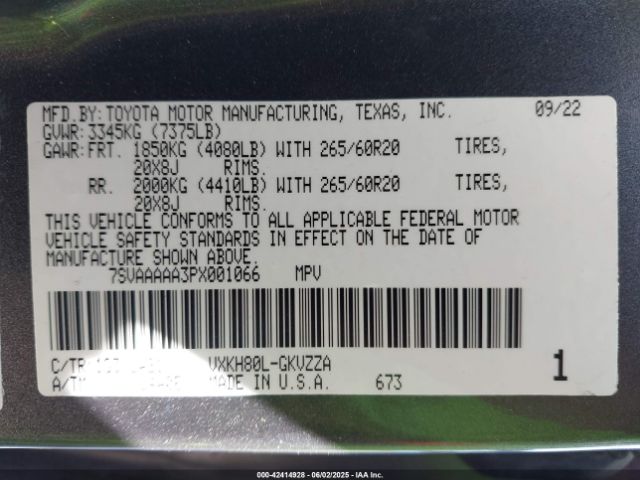 MFD.BY:TOYOTA MOTOR MANUFACTURING, TEXAS, INC. 09/22
GVWR:3345KG (7375LB)
GAWR:FRT. 1850KG (4080LB) WITH 265/60R20 TIRES,
20X8J RIMS.
RR. 2000KG (4410LB) WITH 265/60R20 TIRES,
20X8J RIMS.
THIS VEHICLE CONFORMS TO ALL APPLICABLE FEDERAL MOTOR
VEHICLE SAFETY STANDARDS IN EFFECT ON THE DATE OF
MANUFACTURE SHOWN ABOVE.
7SVAAAAA3PX001066 MPV
C/TR: VXKH80L-GKVZZA
A/TM MADE IN U.S.A. 673
1
000-42414928 - 06/02/2025 - IAA Inc.